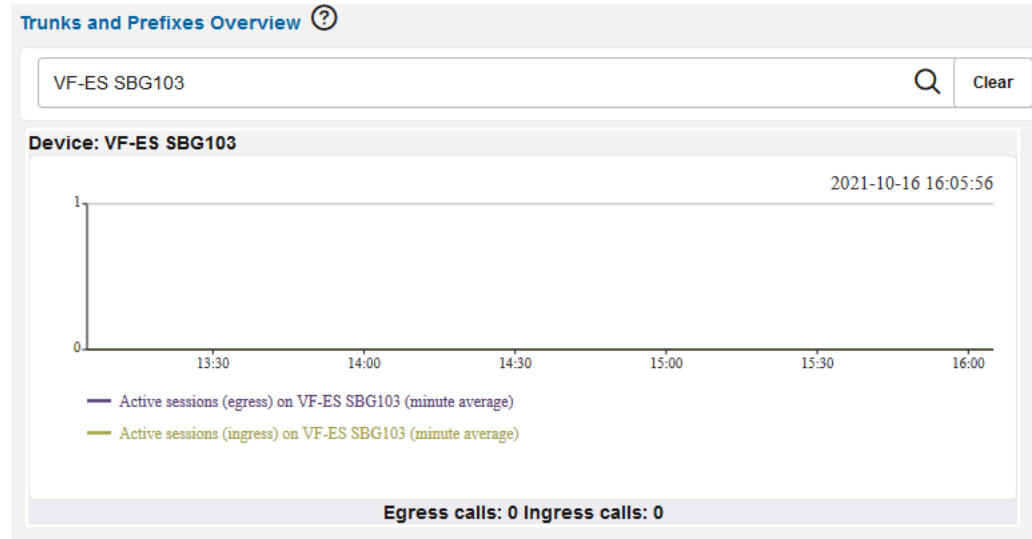 Trunks and Prefixes Overview ?
VF-ES SBG103 Clear
Device: VF-ES SBG103
2021-10-16 16:05:56
1
0
13:30 14:00 14:30 15:00 15:30 16:00
Active sessions (egress) on VF-ES SBG103 (minute average)
Active sessions (ingress) on VF-ES SBG103 (minute average)
Egress calls: 0 Ingress calls: 0